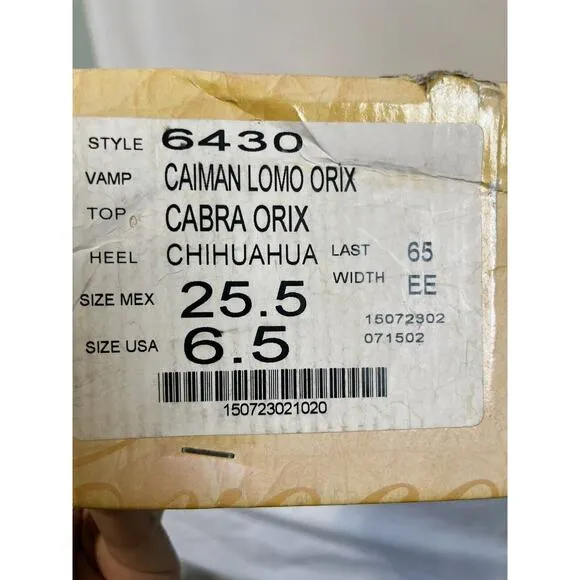 STYLE 6430
VAMP CAIMAN LOMO ORIX
TOP CABRA ORIX
HEEL CHIHUAHUA LAST 65
WIDTH EE
SIZE MEX 25.5
15072302
071502
SIZE USA 6.5
150723021020